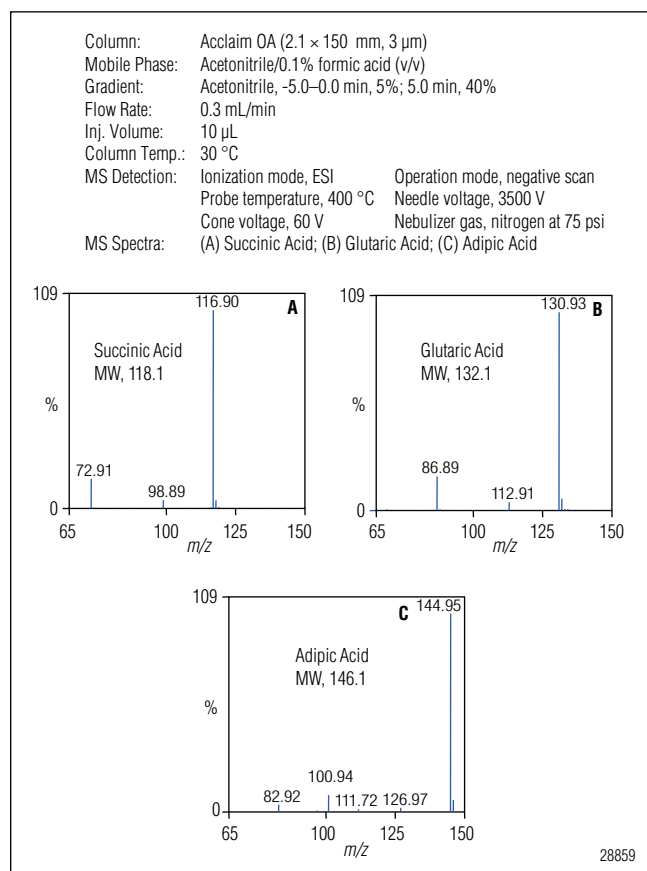 Column: Acclaim OA (2.1 × 150 mm, 3 µm)
Mobile Phase: Acetonitrile/0.1% formic acid (v/v)
Gradient: Acetonitrile, -5.0–0.0 min, 5%; 5.0 min, 40%
Flow Rate: 0.3 mL/min
Inj. Volume: 10 µL
Column Temp.: 30 °C
MS Detection: Ionization mode, ESI Operation mode, negative scan
Probe temperature, 400 °C Needle voltage, 3500 V
Cone voltage, 60 V Nebulizer gas, nitrogen at 75 psi
MS Spectra: (A) Succinic Acid; (B) Glutaric Acid; (C) Adipic Acid
109
116.90
A
Succinic Acid
MW, 118.1
%
72.91
98.89
0
65 100 125 150
m/z
109
130.93
B
Glutaric Acid
MW, 132.1
%
86.89
112.91
0
65 100 125 150
m/z
109
C 144.95
Adipic Acid
MW, 146.1
%
100.94
82.92 111.72 126.97
0
65 100 125 150
m/z
28859